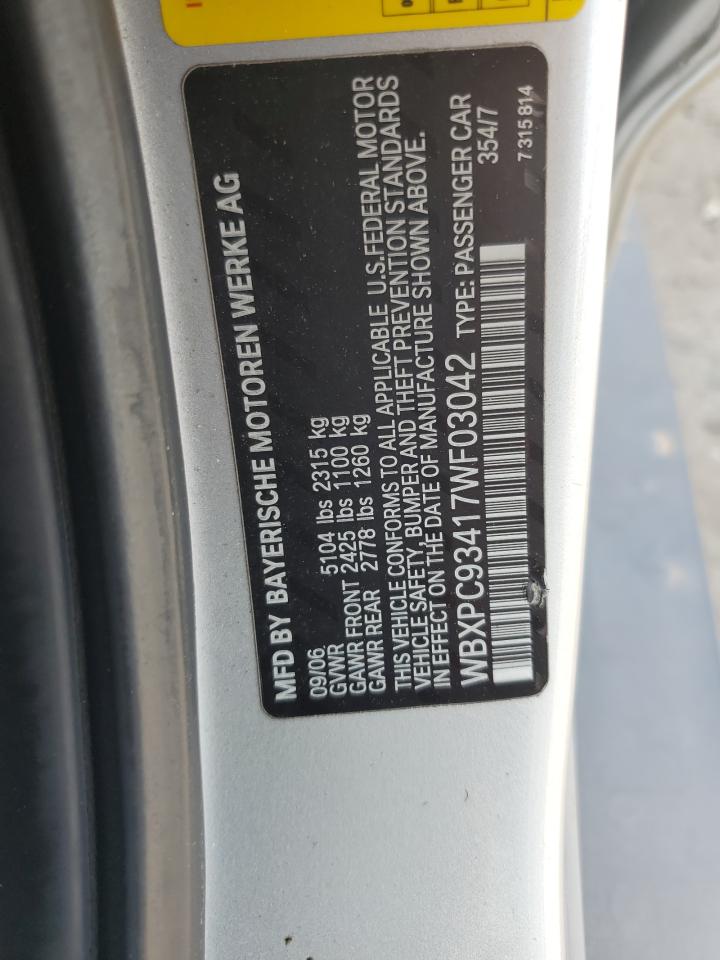 MFD BY BAYERISCHE MOTOREN WERKE AG
09/06
GVWR 5104 lbs 2315 kg
GAWR FRONT 2425 lbs 1100 kg
GAWR REAR 2778 lbs 1260 kg
THIS VEHICLE CONFORMS TO ALL APPLICABLE U.S.FEDERAL MOTOR
VEHICLE SAFETY, BUMPER AND THEFT PREVENTION STANDARDS
IN EFFECT ON THE DATE OF MANUFACTURE SHOWN ABOVE.
WBXPC93417WF03042 TYPE: PASSENGER CAR
354/7
7 315 814